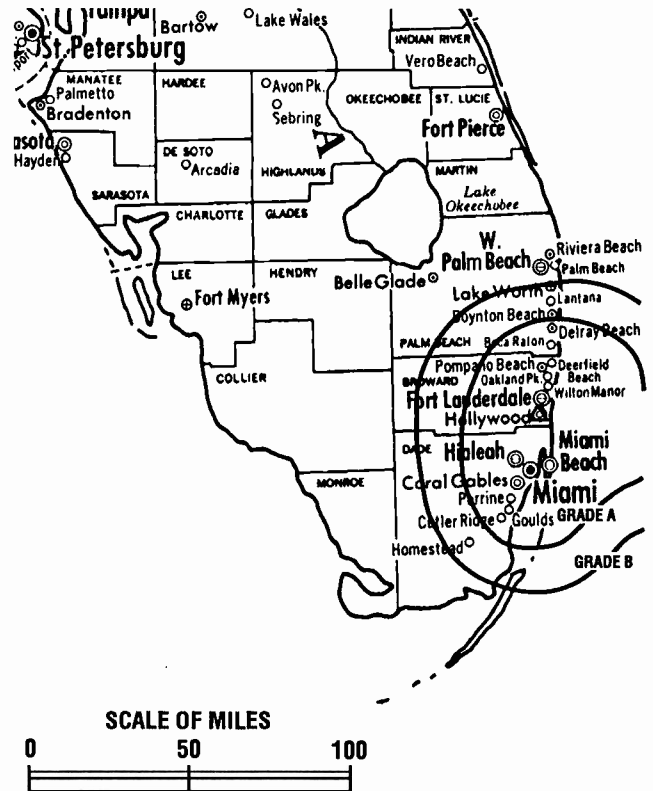 Tampa
St. Petersburg
Bartow
Lake Wales
INDIAN RIVER
Vero Beach
MANATEE
Palmetto
Bradenton
HARDEE
Avon Pk.
Sebring
OKEECHOBEE
ST. LUCIE
Fort Pierce
asota
Hayden
DE SOTO
Arcadia
HIGHLANDS
MARTIN
SARASOTA
CHARLOTTE
GLADES
Lake
Okeechobee
W.
Palm Beach
Riviera Beach
Palm Beach
LEE
HENDRY
Belle Glade
Fort Myers
Lake Worth
Lantana
Boynton Beach
Delray Beach
PALM BEACH
Boca Raton
COLLIER
Pompano Beach
Deerfield
Beach
BROWARD
Oakland Pk.
Wilton Manor
Fort Lauderdale
Hollywood
DADE
Hialeah
Miami
Beach
MONROE
Coral Gables
Miami
Perrine
Cutler Ridge
Goulds
GRADE A
Homestead
GRADE B
SCALE OF MILES
0 50 100